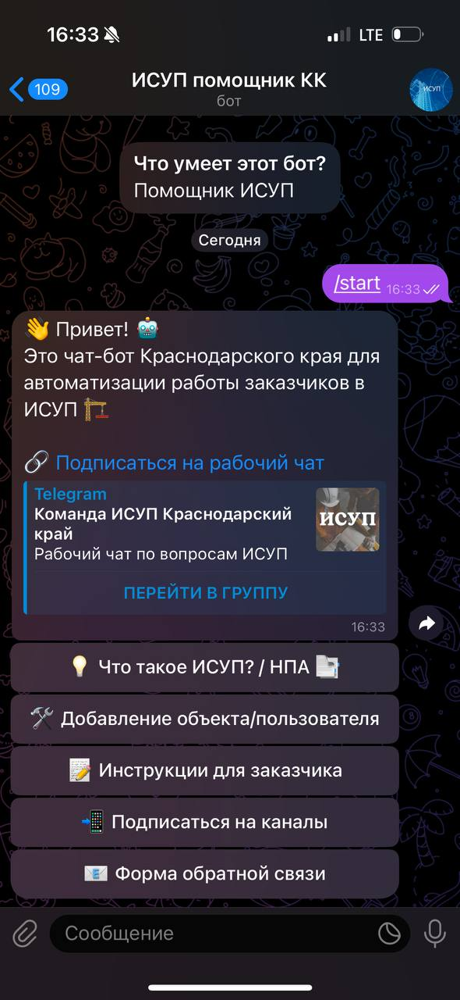 16:33
LTE
109
ИСУП помощник КК
бот
ИСУП
Что умеет этот бот?
Помощник ИСУП
Сегодня
/start 16:33
👋 Привет! 🤖
Это чат-бот Краснодарского края для
автоматизации работы заказчиков в
ИСУП 🏗️
🔗 Подписаться на рабочий чат
Telegram
Команда ИСУП Краснодарский
край
Рабочий чат по вопросам ИСУП
ИСУП
ПЕРЕЙТИ В ГРУППУ
16:33
💡 Что такое ИСУП? / НПА 📑
🛠️ Добавление объекта/пользователя
📝 Инструкции для заказчика
📲 Подписаться на каналы
📧 Форма обратной связи
Сообщение